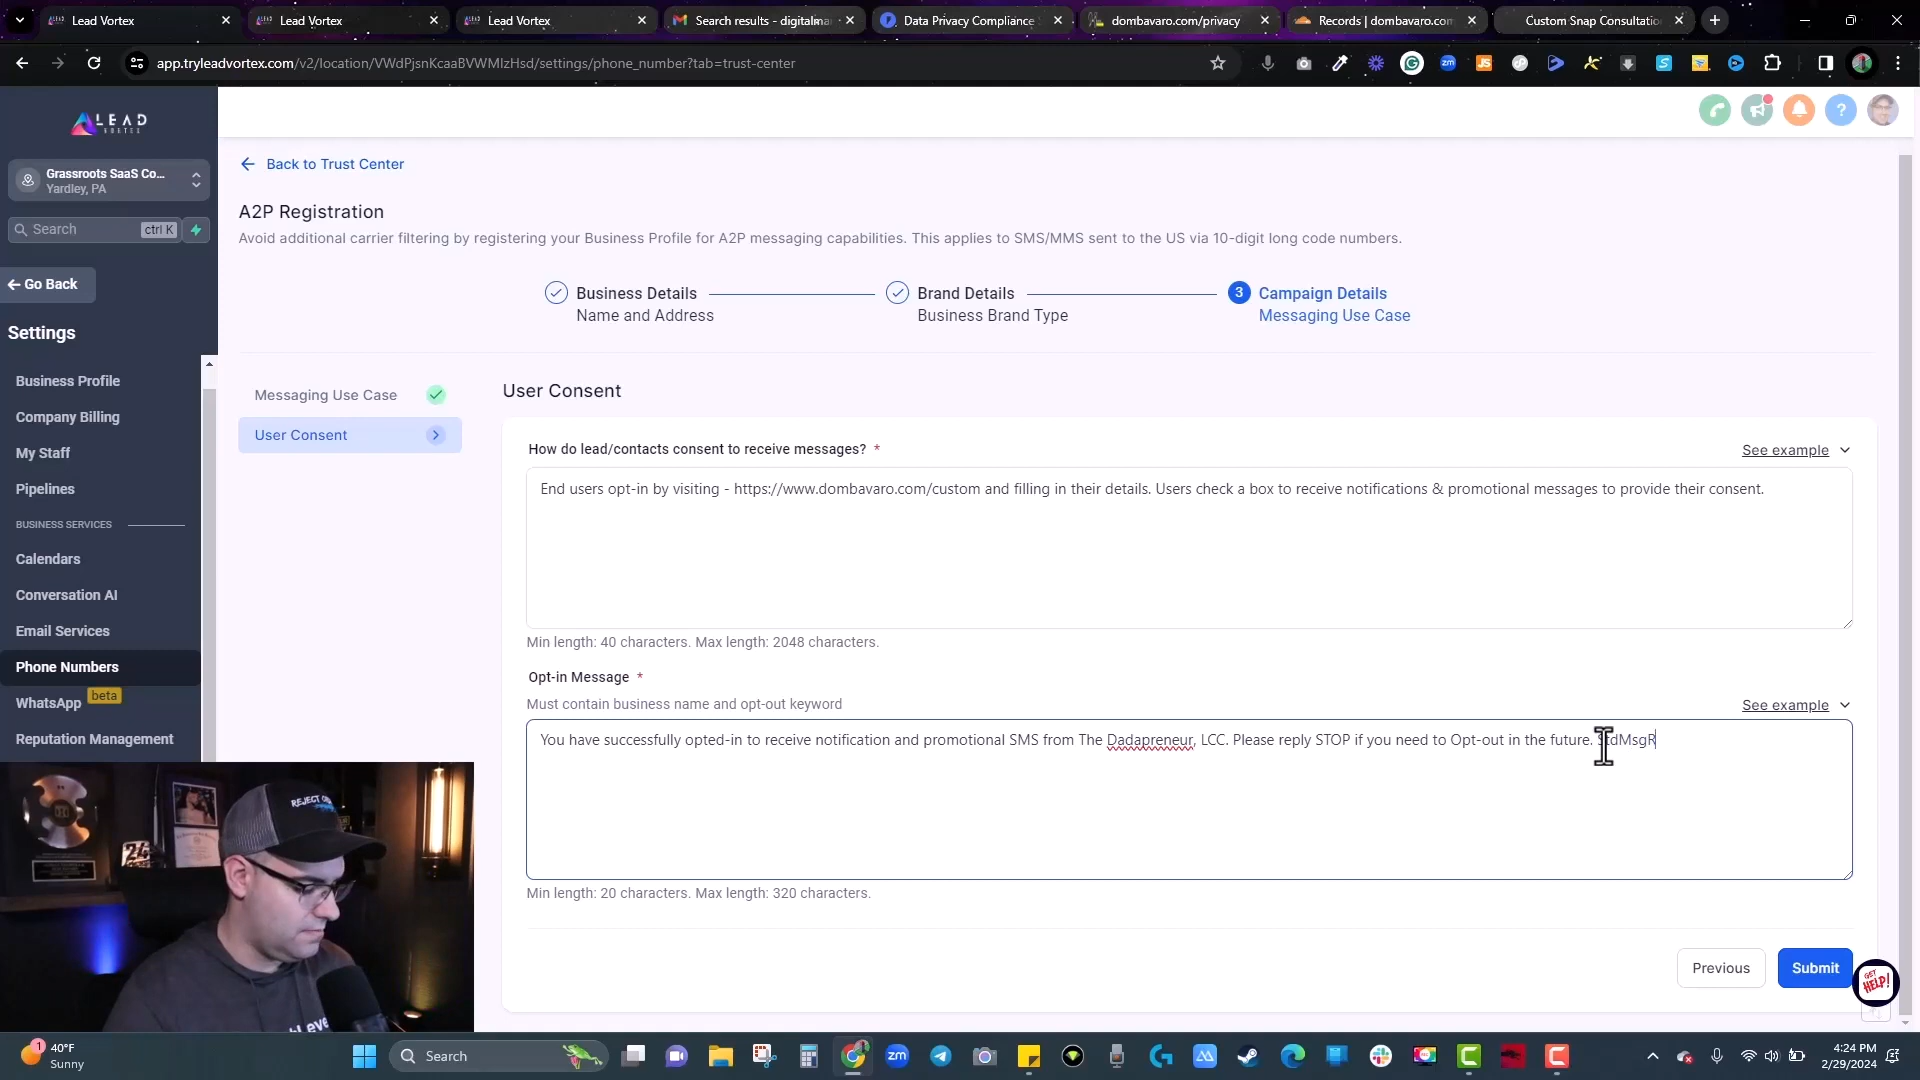 Lead Vortex
Lead Vortex
Lead Vortex
Search results - digitalmar
Data Privacy Compliance S
dombavaro.com/privacy
Records | dombavaro.com
Custom Snap Consultatio
app.tryleadvortex.com/v2/location/VWdPjsnKcaaBVWMIzHsd/settings/phone_number?tab=trust-center
LEAD
VORTEX
Grassroots SaaS Co...
Yardley, PA
Search
ctrl K
Go Back
Settings
Business Profile
Company Billing
My Staff
Pipelines
BUSINESS SERVICES
Calendars
Conversation AI
Email Services
Phone Numbers
WhatsApp
beta
Reputation Management
Back to Trust Center
A2P Registration
Avoid additional carrier filtering by registering your Business Profile for A2P messaging capabilities. This applies to SMS/MMS sent to the US via 10-digit long code numbers.
Business Details
Name and Address
Brand Details
Business Brand Type
3
Campaign Details
Messaging Use Case
Messaging Use Case
User Consent
User Consent
How do lead/contacts consent to receive messages? *
See example
End users opt-in by visiting - https://www.dombavaro.com/custom and filling in their details. Users check a box to receive notifications & promotional messages to provide their consent.
Min length: 40 characters. Max length: 2048 characters.
Opt-in Message *
Must contain business name and opt-out keyword
See example
You have successfully opted-in to receive notification and promotional SMS from The Dadapreneur, LCC. Please reply STOP if you need to Opt-out in the future. StdMsgR
Min length: 20 characters. Max length: 320 characters.
Previous
Submit
GET
HELP!
1
40°F
Sunny
Search
4:24 PM
2/29/2024